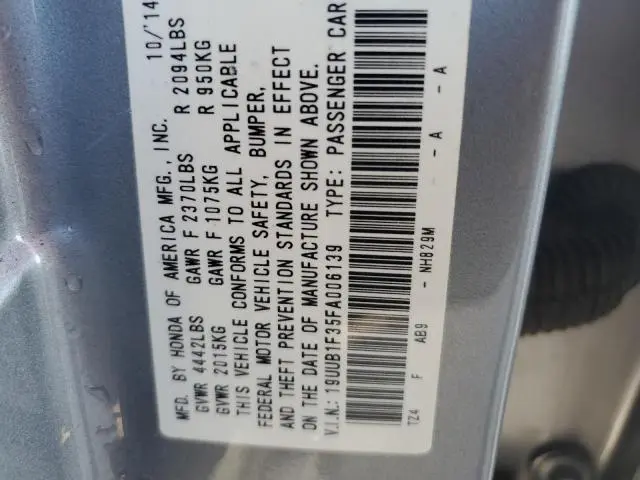 MFD. BY HONDA OF AMERICA MFG., INC. 10/'14
GVWR 4442LBS GAWR F 2370LBS R 2094LBS
GVWR 2015KG GAWR F 1075KG R 950KG
THIS VEHICLE CONFORMS TO ALL APPLICABLE
FEDERAL MOTOR VEHICLE SAFETY, BUMPER,
AND THEFT PREVENTION STANDARDS IN EFFECT
ON THE DATE OF MANUFACTURE SHOWN ABOVE.
V.I.N.: 19UUB1F35FA006139 TYPE: PASSENGER CAR
TZ4 F AB9 - NH829M - A - A